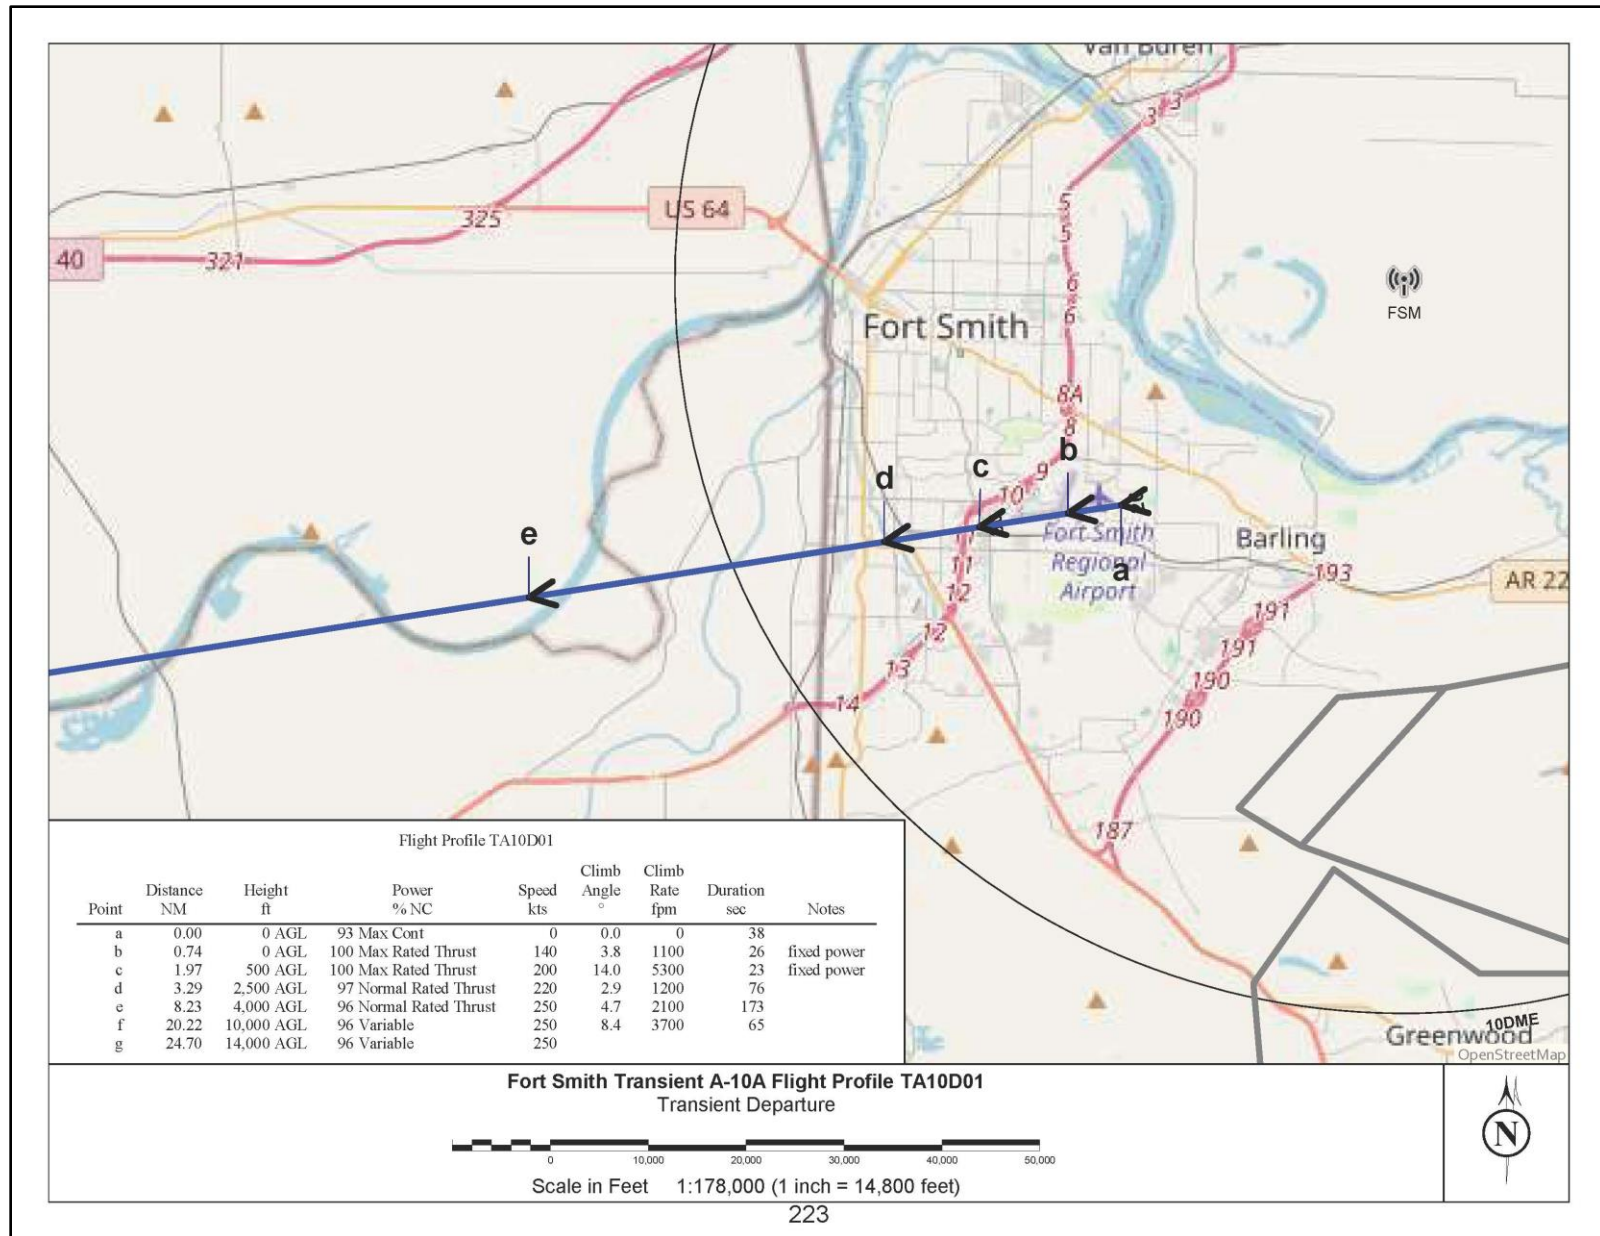 Van Buren
3
3
5
5
6
6
8A
8
9
10
11
12
12
13
14
325
321
40
US 64
FSM
Fort Smith
b
c
d
e
a
Fort Smith
Regional
Airport
Barling
193
191
191
190
190
187
AR 22
10DME
Greenwood
OpenStreetMap
Flight Profile TA10D01
Point Distance NM Height ft Power % NC Speed kts Climb Angle ° Climb Rate fpm Duration sec Notes
a 0.00 0 AGL 93 Max Cont 0 0.0 0 38
b 0.74 0 AGL 100 Max Rated Thrust 140 3.8 1100 26 fixed power
c 1.97 500 AGL 100 Max Rated Thrust 200 14.0 5300 23 fixed power
d 3.29 2,500 AGL 97 Normal Rated Thrust 220 2.9 1200 76
e 8.23 4,000 AGL 96 Normal Rated Thrust 250 4.7 2100 173
f 20.22 10,000 AGL 96 Variable 250 8.4 3700 65
g 24.70 14,000 AGL 96 Variable 250
Fort Smith Transient A-10A Flight Profile TA10D01
Transient Departure
0 10,000 20,000 30,000 40,000 50,000
Scale in Feet 1:178,000 (1 inch = 14,800 feet)
N
223